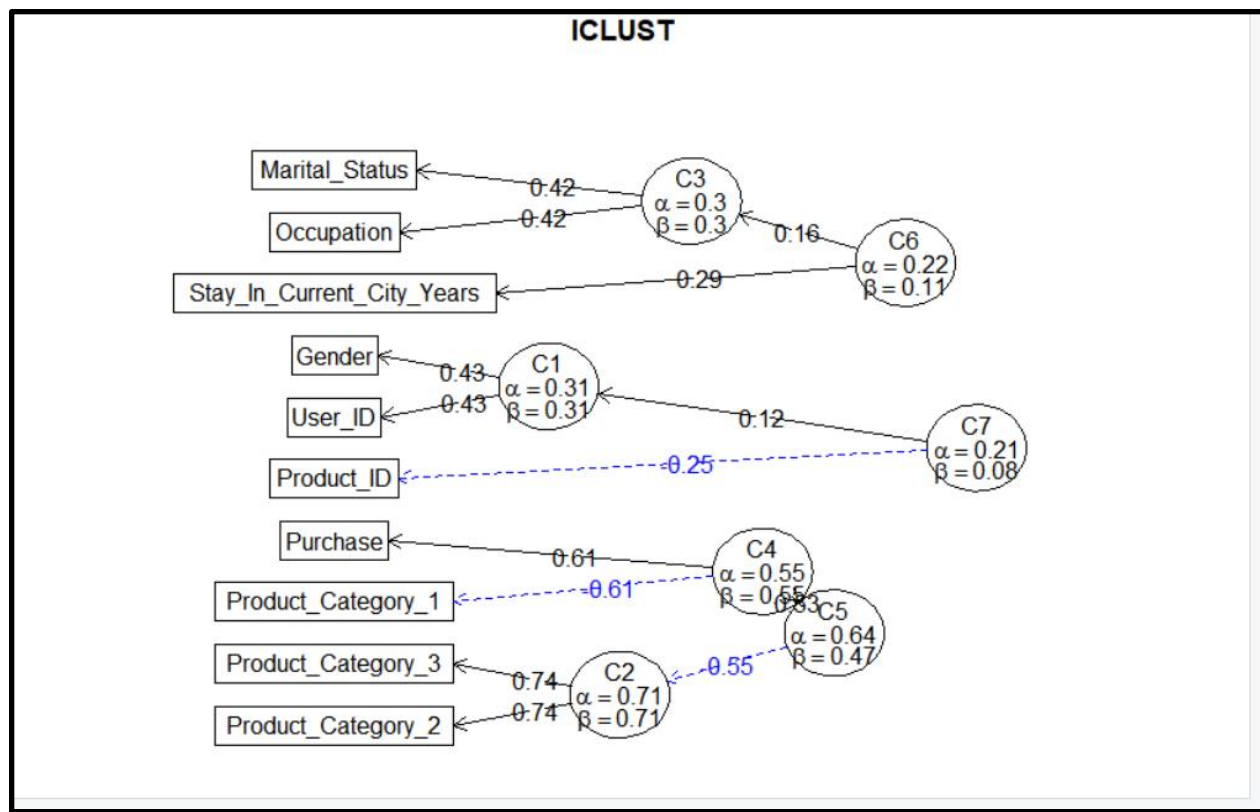 ICLUST
Marital_Status
0.42
C3
α = 0.3
β = 0.3
Occupation
0.42
0.16
C6
α = 0.22
β = 0.11
Stay_In_Current_City_Years
0.29
Gender
0.43
C1
α = 0.31
β = 0.31
User_ID
0.43
0.12
C7
α = 0.21
β = 0.08
Product_ID
-0.25
Purchase
0.61
C4
α = 0.55
β = 0.55
Product_Category_1
-0.61
C5
α = 0.64
β = 0.47
Product_Category_3
0.74
C2
α = 0.71
β = 0.71
-0.55
Product_Category_2
0.74